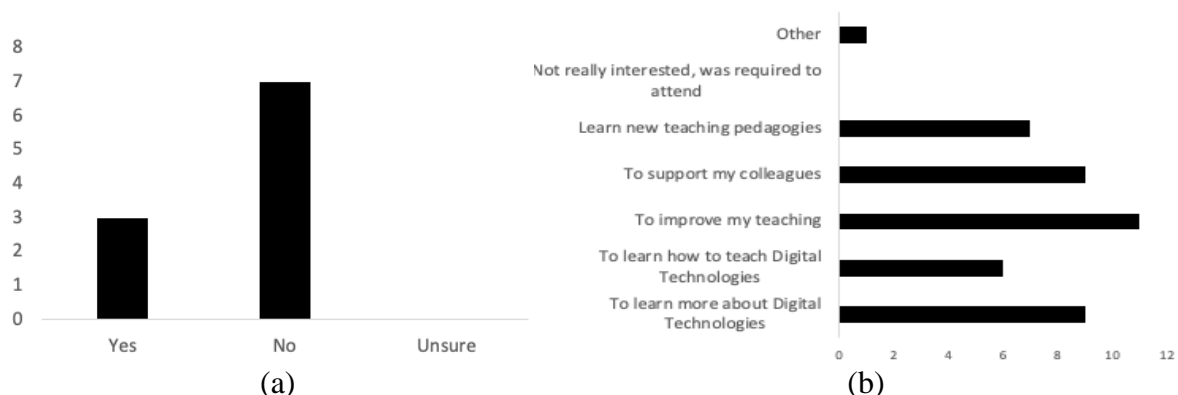 8
7
6
5
4
3
2
1
0
Yes No Unsure
(a)
Other
Not really interested, was required to
attend
Learn new teaching pedagogies
To support my colleagues
To improve my teaching
To learn how to teach Digital
Technologies
To learn more about Digital
Technologies
0 2 4 6 8 10 12
(b)